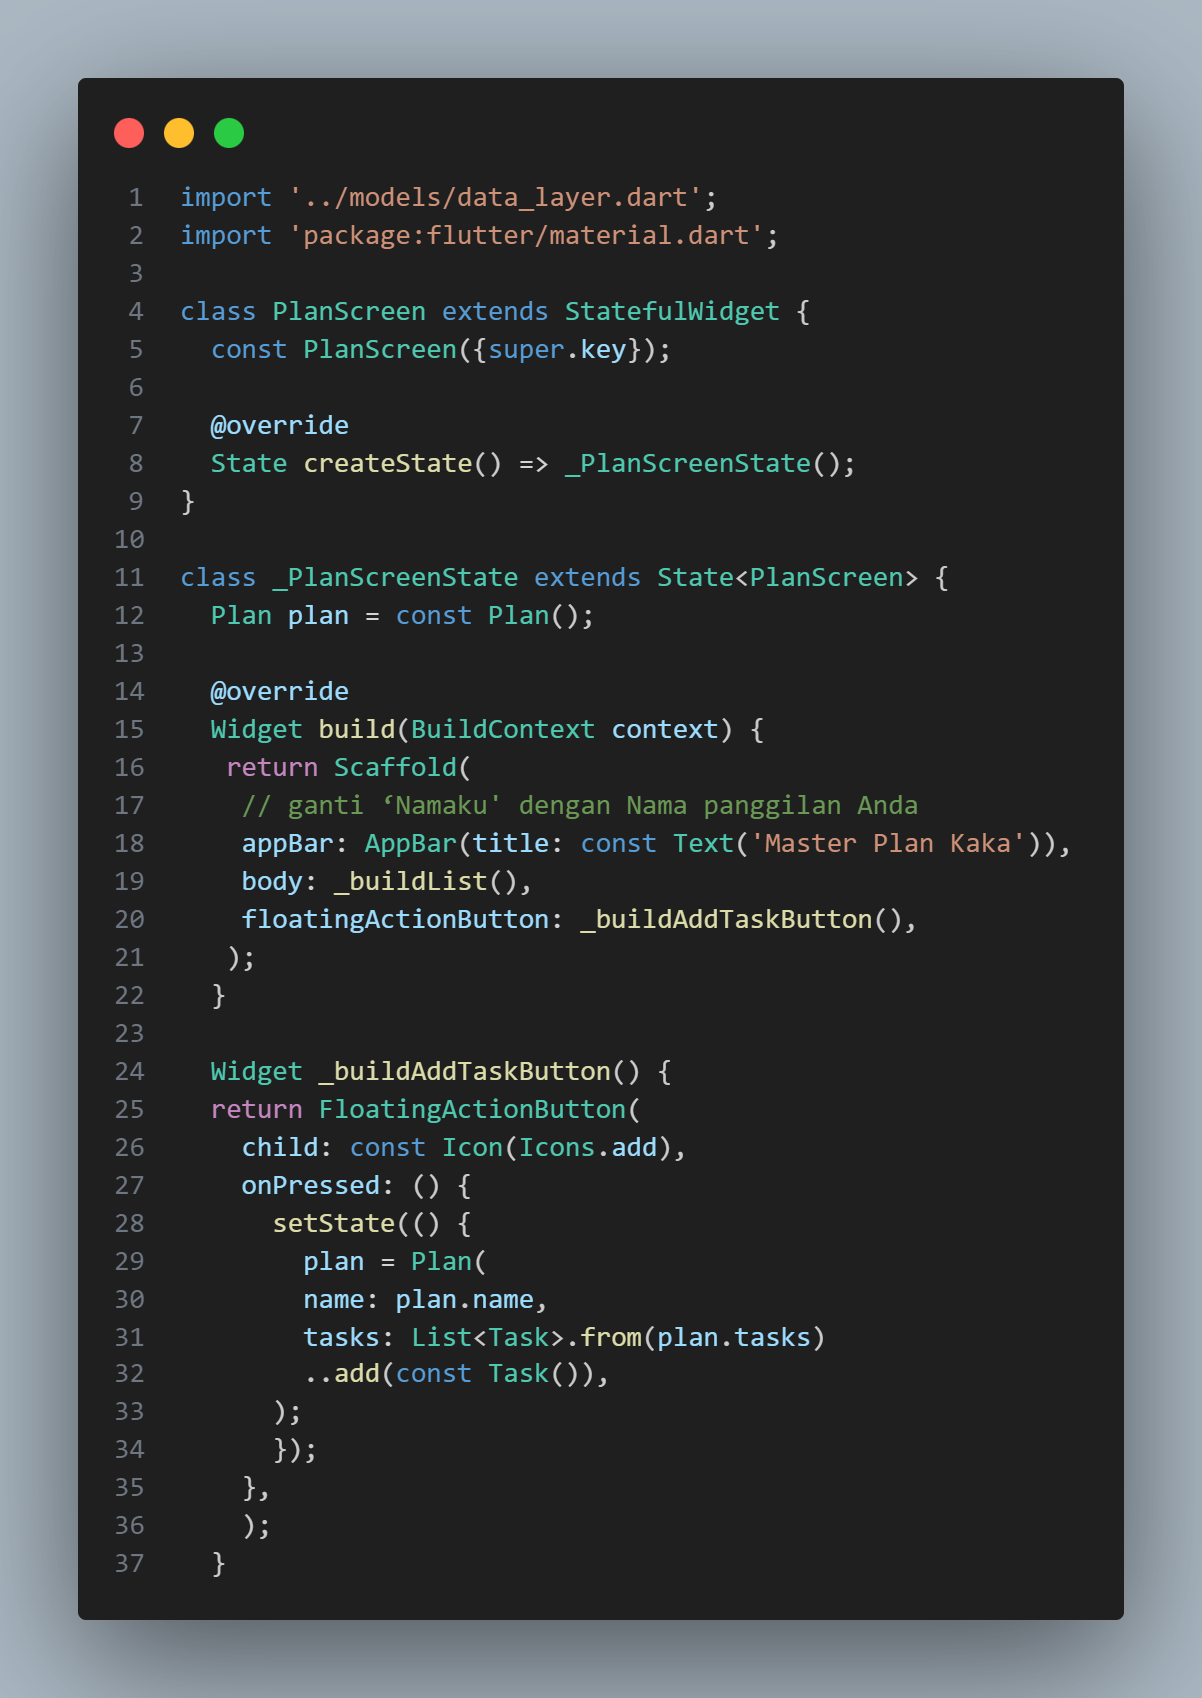 1 import '../models/data_layer.dart';
2 import 'package:flutter/material.dart';
3
4 class PlanScreen extends StatefulWidget {
5   const PlanScreen({super.key});
6
7   @override
8   State createState() => _PlanScreenState();
9 }
10
11 class _PlanScreenState extends State<PlanScreen> {
12   Plan plan = const Plan();
13
14   @override
15   Widget build(BuildContext context) {
16    return Scaffold(
17     // ganti ‘Namaku' dengan Nama panggilan Anda
18     appBar: AppBar(title: const Text('Master Plan Kaka')),
19     body: _buildList(),
20     floatingActionButton: _buildAddTaskButton(),
21    );
22   }
23
24   Widget _buildAddTaskButton() {
25   return FloatingActionButton(
26     child: const Icon(Icons.add),
27     onPressed: () {
28       setState(() {
29         plan = Plan(
30         name: plan.name,
31         tasks: List<Task>.from(plan.tasks)
32         ..add(const Task()),
33       );
34       });
35     },
36     );
37   }